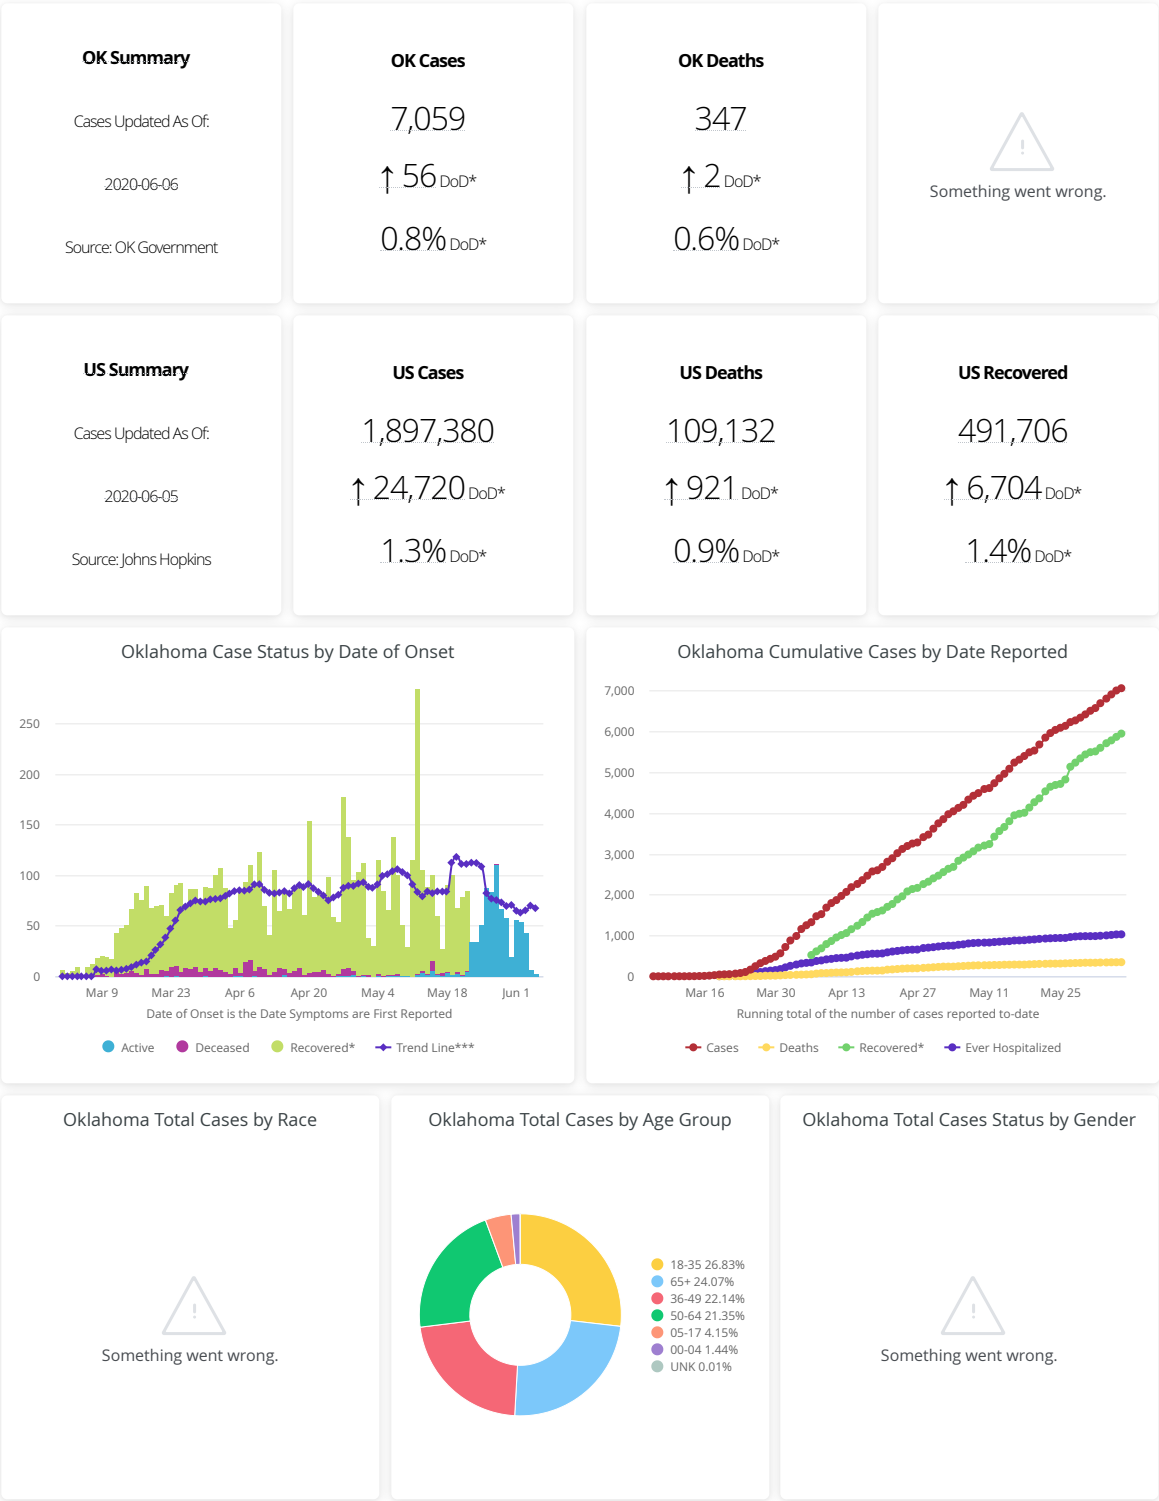 OK Summary
Cases Updated As Of:
2020-06-06
Source: OK Government
OK Cases
7,059
↑ 56 DoD*
0.8% DoD*
OK Deaths
347
↑ 2 DoD*
0.6% DoD*
!
Something went wrong.
US Summary
Cases Updated As Of:
2020-06-05
Source: Johns Hopkins
US Cases
1,897,380
↑ 24,720 DoD*
1.3% DoD*
US Deaths
109,132
↑ 921 DoD*
0.9% DoD*
US Recovered
491,706
↑ 6,704 DoD*
1.4% DoD*
Oklahoma Case Status by Date of Onset
250
200
150
100
50
0
Mar 9 Mar 23 Apr 6 Apr 20 May 4 May 18 Jun 1
Date of Onset is the Date Symptoms are First Reported
Active Deceased Recovered* Trend Line***
Oklahoma Cumulative Cases by Date Reported
7,000
6,000
5,000
4,000
3,000
2,000
1,000
0
Mar 16 Mar 30 Apr 13 Apr 27 May 11 May 25
Running total of the number of cases reported to-date
Cases Deaths Recovered* Ever Hospitalized
Oklahoma Total Cases by Race
!
Something went wrong.
Oklahoma Total Cases by Age Group
18-35 26.83%
65+ 24.07%
36-49 22.14%
50-64 21.35%
05-17 4.15%
00-04 1.44%
UNK 0.01%
Oklahoma Total Cases Status by Gender
!
Something went wrong.